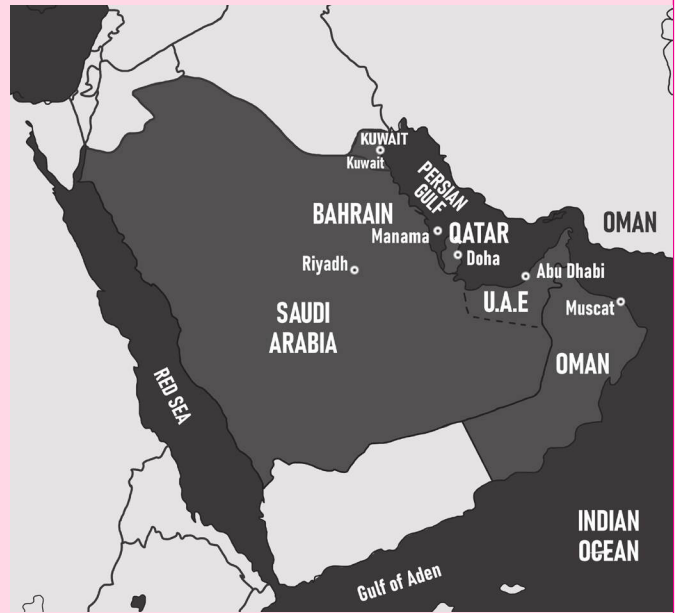 KUWAIT
Kuwait
PERSIAN
GULF
BAHRAIN
Manama
QATAR
Doha
OMAN
Riyadh
Abu Dhabi
U.A.E
Muscat
SAUDI
ARABIA
OMAN
RED SEA
INDIAN
OCEAN
Gulf of Aden